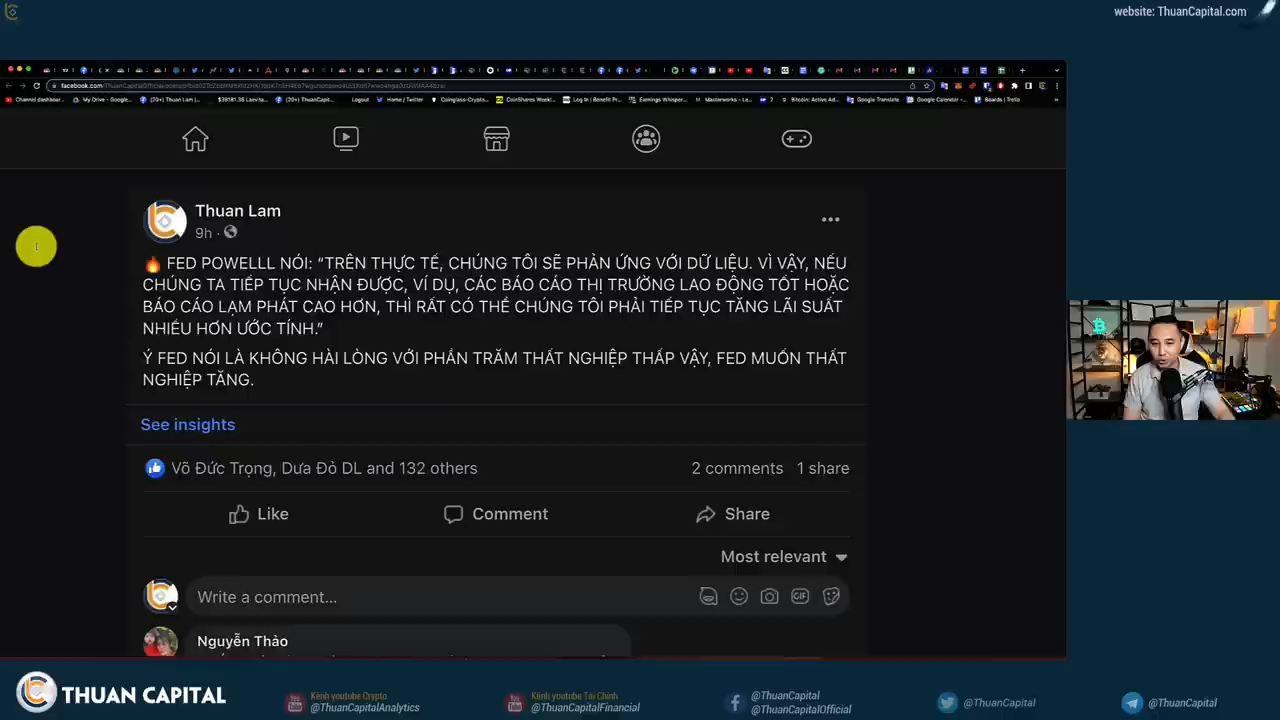 website: ThuanCapital.com
Thuan Lam
9h ·
FED POWELLL NÓI: “TRÊN THỰC TẾ, CHÚNG TÔI SẼ PHẢN ỨNG VỚI DỮ LIỆU. VÌ VẬY, NẾU
CHÚNG TA TIẾP TỤC NHẬN ĐƯỢC, VÍ DỤ, CÁC BÁO CÁO THỊ TRƯỜNG LAO ĐỘNG TỐT HOẶC
BÁO CÁO LẠM PHÁT CAO HƠN, THÌ RẤT CÓ THỂ CHÚNG TÔI PHẢI TIẾP TỤC TĂNG LÃI SUẤT
NHIỀU HƠN ƯỚC TÍNH.”
Ý FED NÓI LÀ KHÔNG HÀI LÒNG VỚI PHẦN TRĂM THẤT NGHIỆP THẤP VẬY, FED MUỐN THẤT
NGHIỆP TĂNG.
See insights
Võ Đức Trọng, Dưa Đỏ DL and 132 others
2 comments 1 share
Like Comment Share
Most relevant
Write a comment...
GIF
Nguyễn Thảo
THUAN CAPITAL
Kênh youtube Crypto
@ThuanCapitalAnalytics
Kênh youtube Tài Chính
@ThuanCapitalFinancial
@ThuanCapital
@ThuanCapitalOfficial
@ThuanCapital
@ThuanCapital